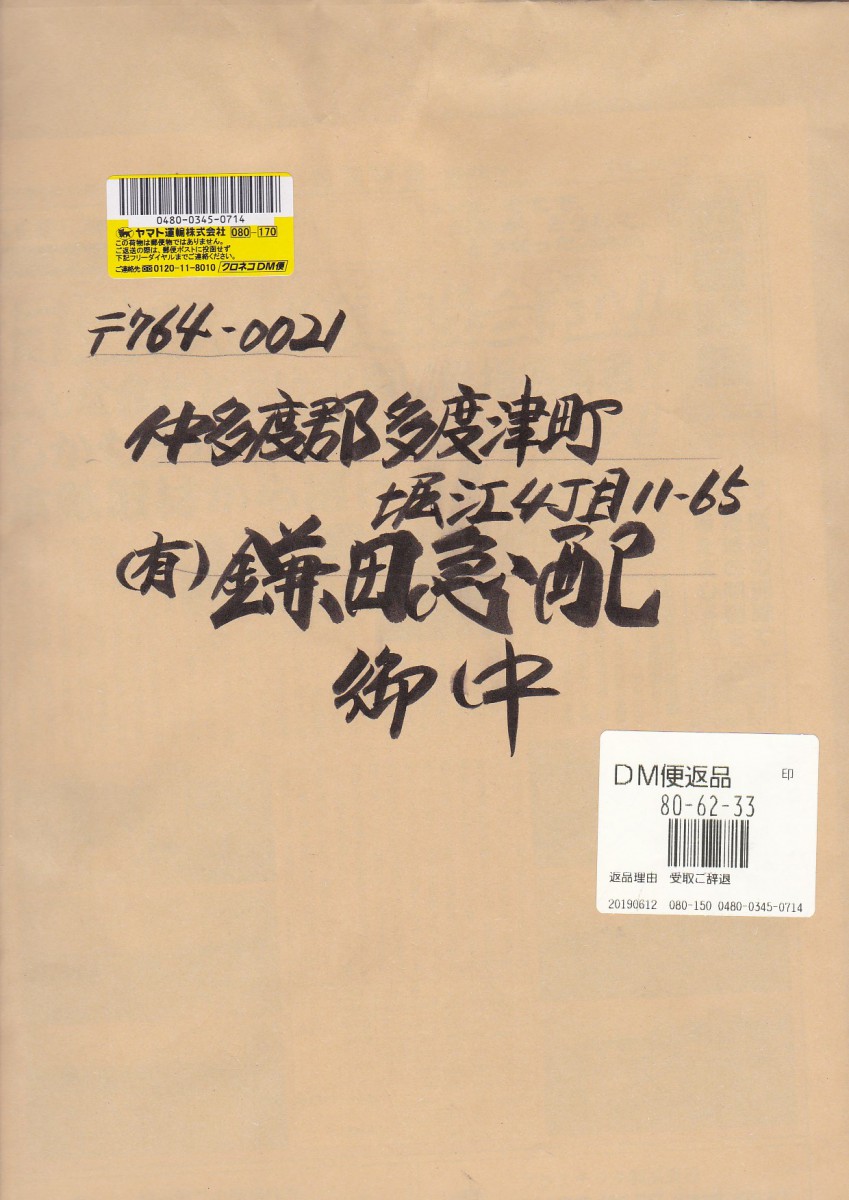 0480-0345-0714
ヤマト運輸株式会社 080-170
この荷物は郵便物ではありません。
ご返送の際は、郵便ポストに投函せず
下記フリーダイヤルまでご連絡ください。
ご連絡先 0120-11-8010 クロネコDM便
〒764-0021
仲多度郡多度津町
堀江4丁目11-65
(有)鎌田急配
御中
DM便返品 印
80-62-33
返品理由 受取ご辞退
20190612 080-150 0480-0345-0714